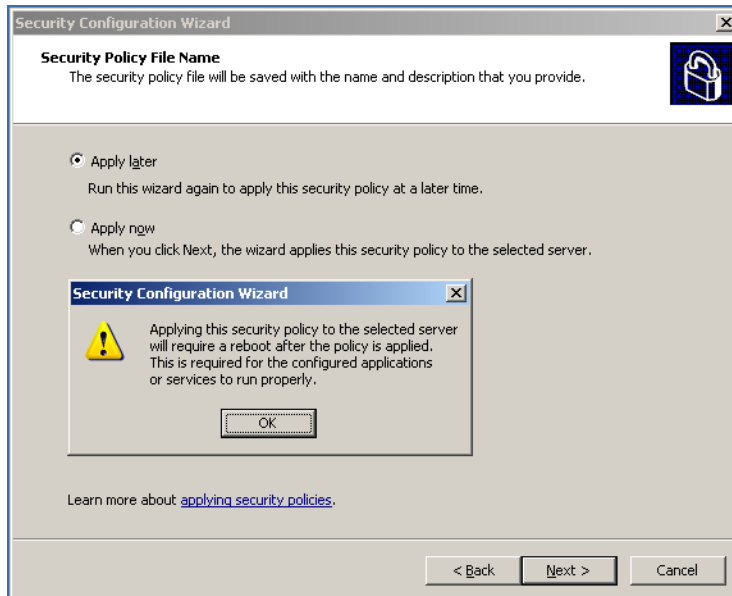 Security Configuration Wizard
Security Policy File Name
The security policy file will be saved with the name and description that you provide.
Apply later
Run this wizard again to apply this security policy at a later time.
Apply now
When you click Next, the wizard applies this security policy to the selected server.
Security Configuration Wizard
Applying this security policy to the selected server
will require a reboot after the policy is applied.
This is required for the configured applications
or services to run properly.
OK
Learn more about applying security policies.
< Back Next > Cancel